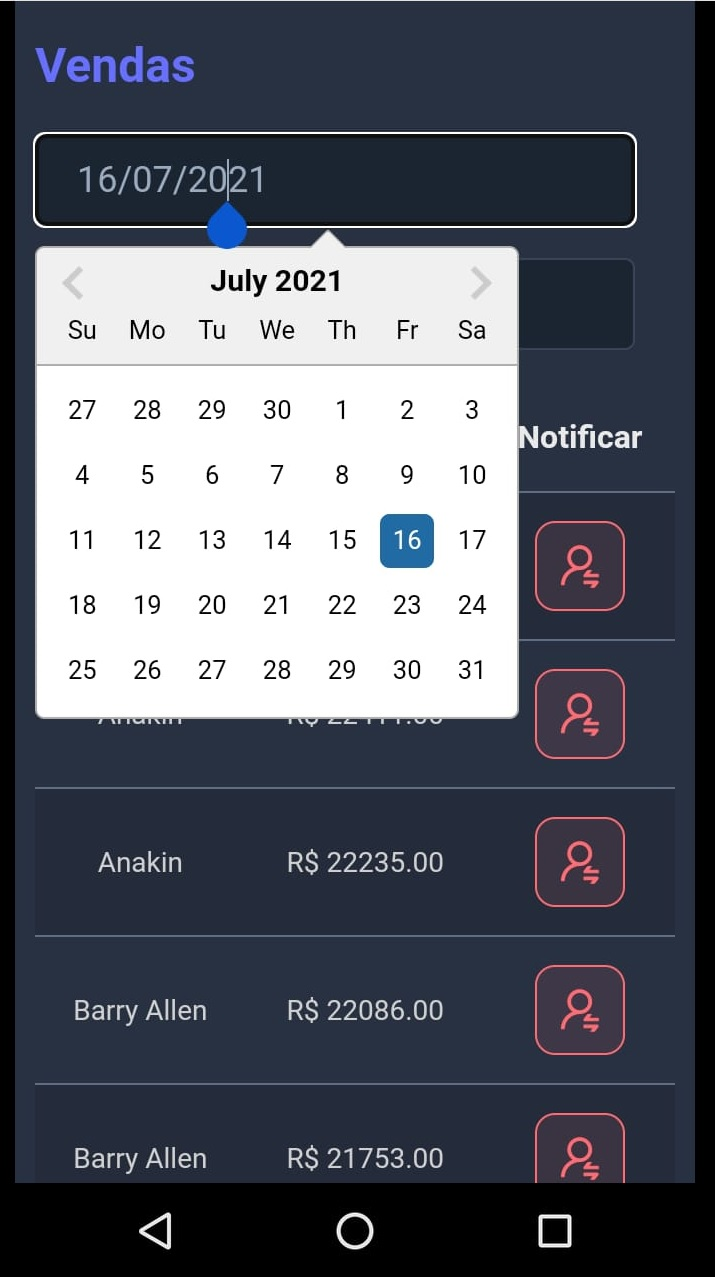 Vendas
16/07/2021
July 2021
Su Mo Tu We Th Fr Sa
27 28 29 30 1 2 3
Notificar
4 5 6 7 8 9 10
11 12 13 14 15 16 17
18 19 20 21 22 23 24
25 26 27 28 29 30 31
Anakin
Anakin R$ 22235.00
Barry Allen R$ 22086.00
Barry Allen R$ 21753.00